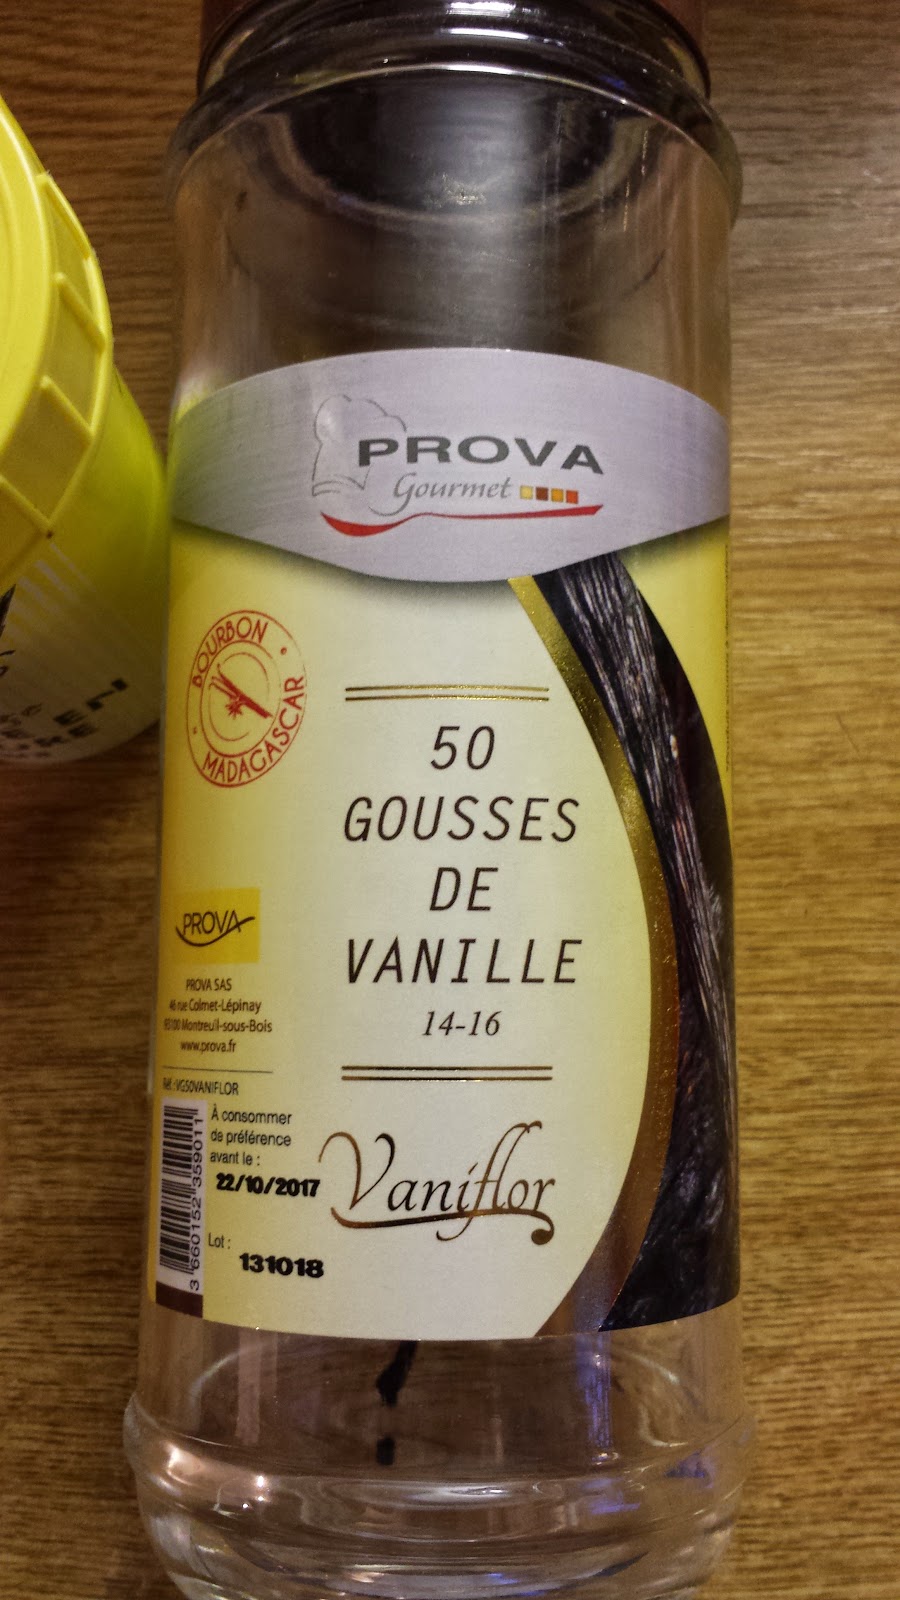 PROVA
Gourmet
BOURBON
MADAGASCAR
50
GOUSSES
DE
VANILLE
14-16
PROVA
PROVA SAS
46 rue Colmet-Lépinay
93100 Montreuil-sous-Bois
www.prova.fr
Réf.: VG50VANIFLOR
À consommer
de préférence
avant le :
22/10/2017
Lot :
131018
3 660152 359011
Vaniflor